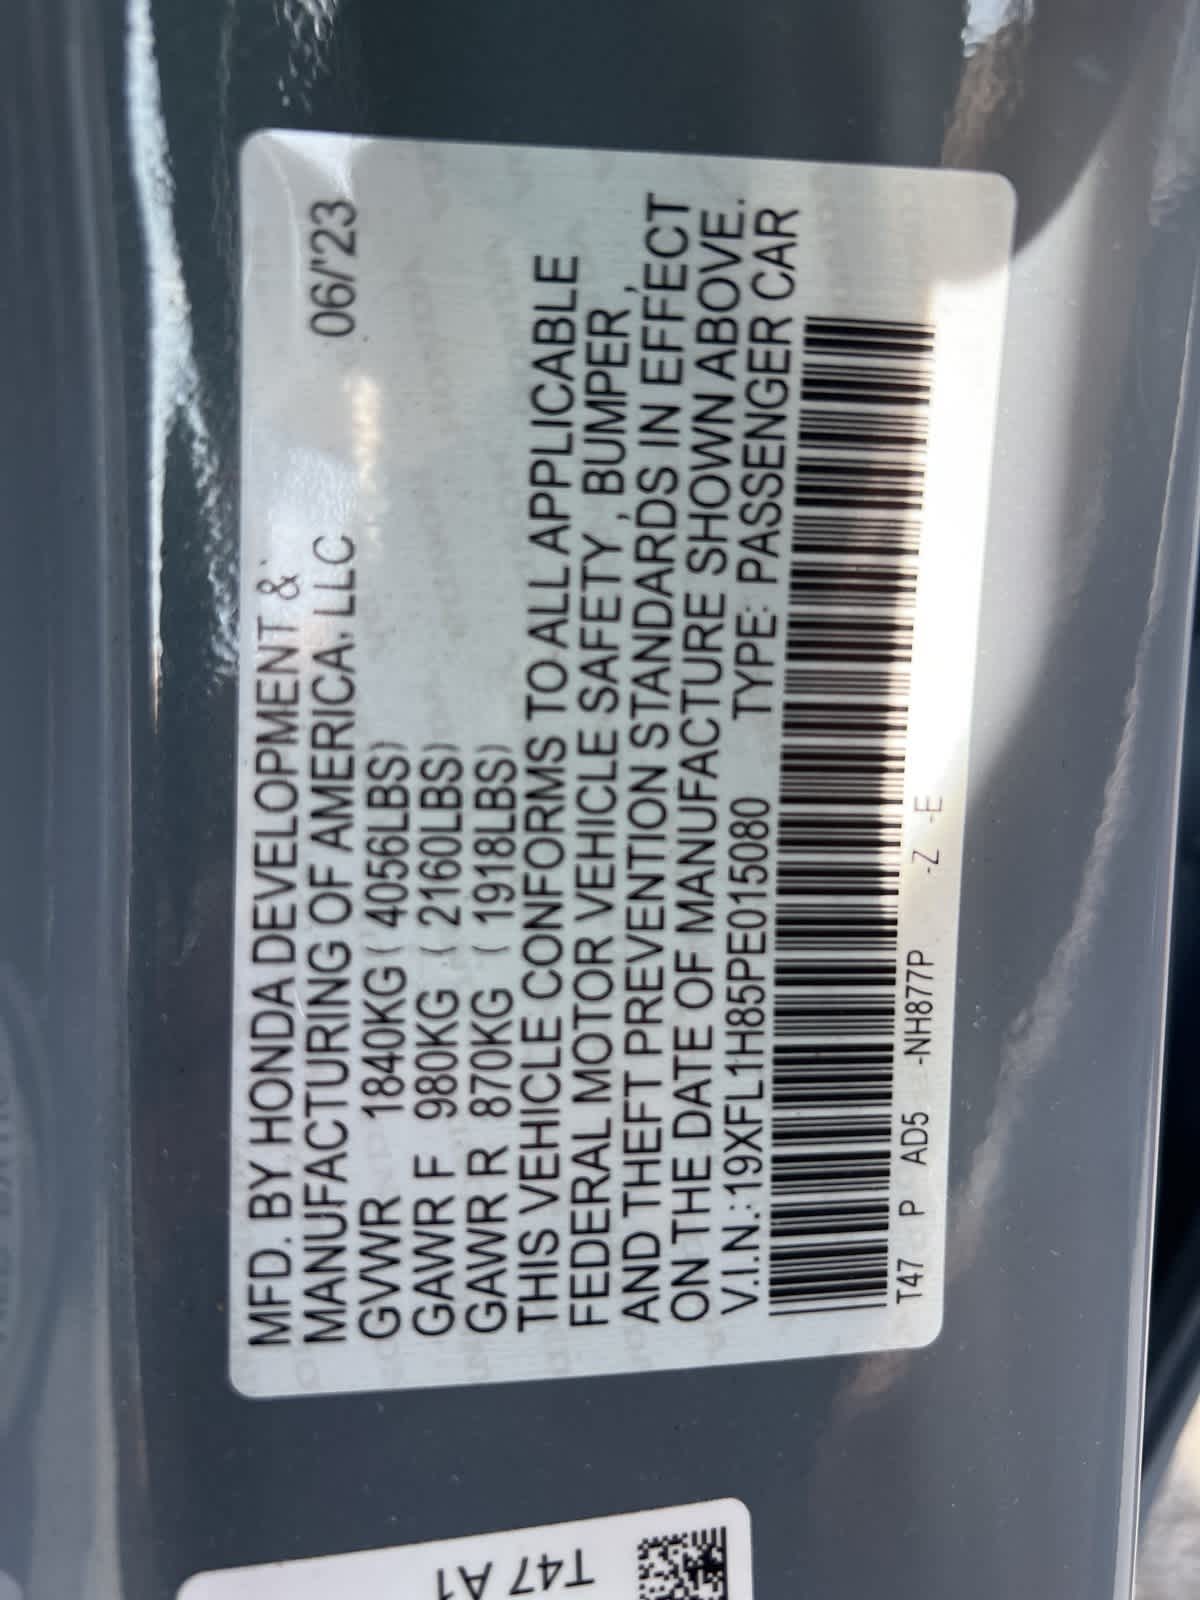 MFD. BY HONDA DEVELOPMENT &
MANUFACTURING OF AMERICA, LLC 06/'23
GVWR 1840KG ( 4056LBS)
GAWR F 980KG ( 2160LBS)
GAWR R 870KG ( 1918LBS)
THIS VEHICLE CONFORMS TO ALL APPLICABLE
FEDERAL MOTOR VEHICLE SAFETY , BUMPER ,
AND THEFT PREVENTION STANDARDS IN EFFECT
ON THE DATE OF MANUFACTURE SHOWN ABOVE.
V.I.N.:19XFL1H85PE015080 TYPE: PASSENGER CAR
T47 P AD5 -NH877P -Z -E
T47 A1